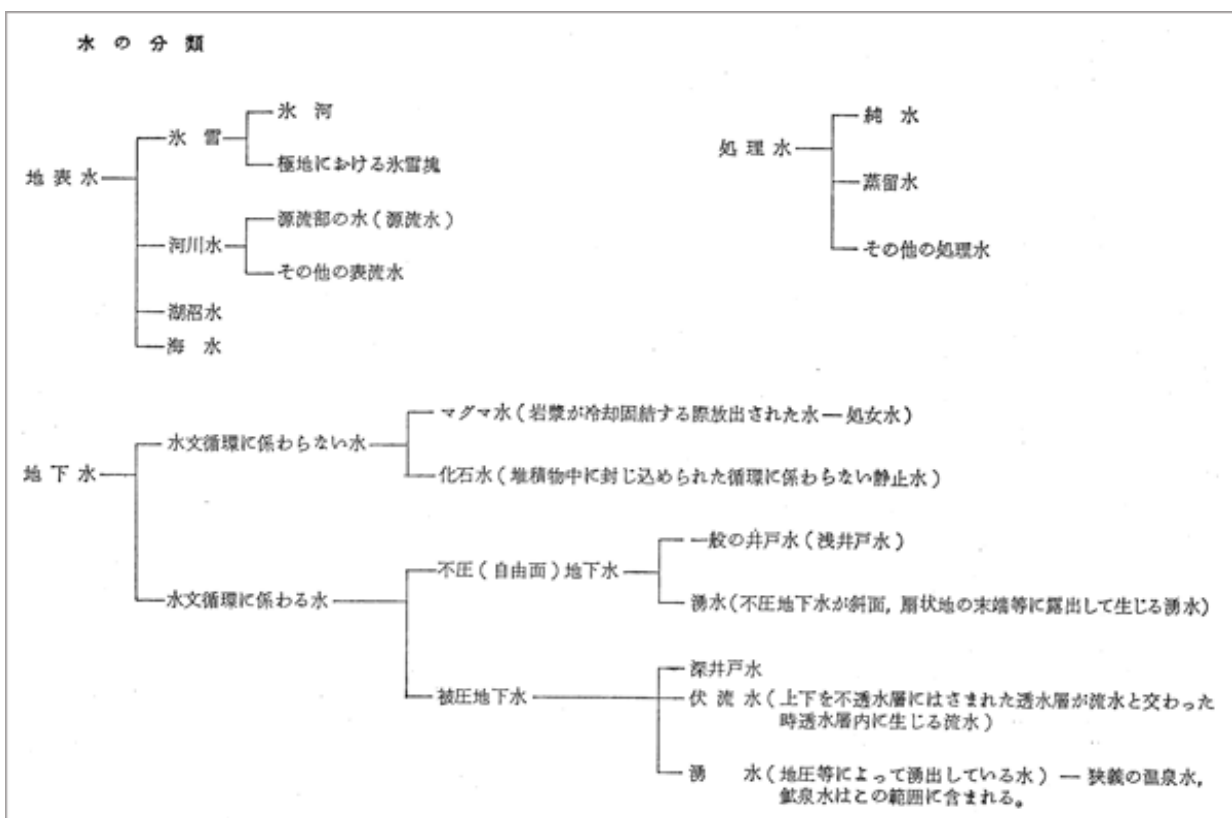 水の分類
地表水
氷雪
氷河
極地における氷雪塊
河川水
源流部の水(源流水)
その他の表流水
湖沼水
海水
処理水
純水
蒸留水
その他の処理水
地下水
水文循環に係わらない水
マグマ水(岩漿が冷却固結する際放出された水―処女水)
化石水(堆積物中に封じ込められた循環に係わらない静止水)
水文循環に係わる水
不圧(自由面)地下水
一般の井戸水(浅井戸水)
湧水(不圧地下水が斜面,扇状地の末端等に露出して生じる湧水)
被圧地下水
深井戸水
伏流水(上下を不透水層にはさまれた透水層が流水と交わった
時透水層内に生じる流水)
湧水(地圧等によって湧出している水)―狭義の温泉水,
鉱泉水はこの範囲に含まれる。